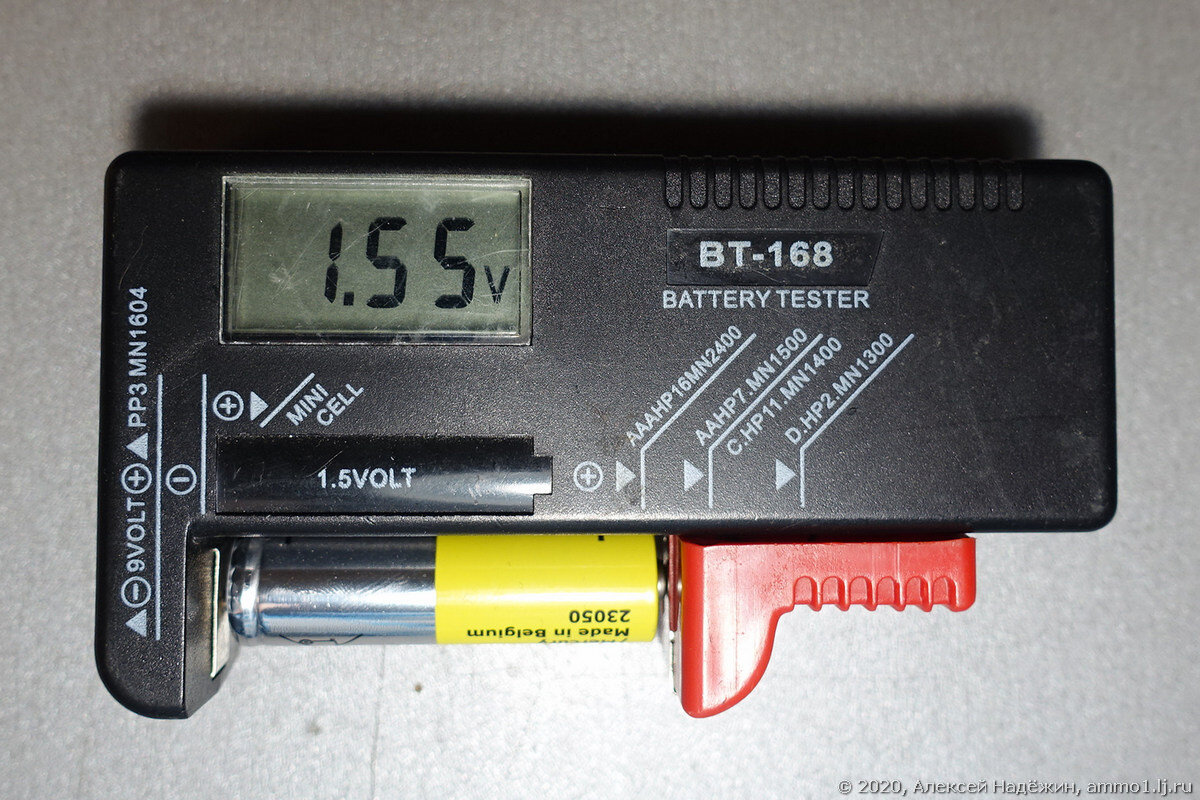 1.55V
BT-168
BATTERY TESTER
AAAHP16MN2400
AAHP7.MN1500
C.HP11.MN1400
D.HP2.MN1300
⊖9VOLT⊕ PP3 MN1604
⊕
MINI
CELL
⊖
1.5VOLT
⊕
Made in Belgium
23050
© 2020, Алексей Надёжин, ammo1.lj.ru